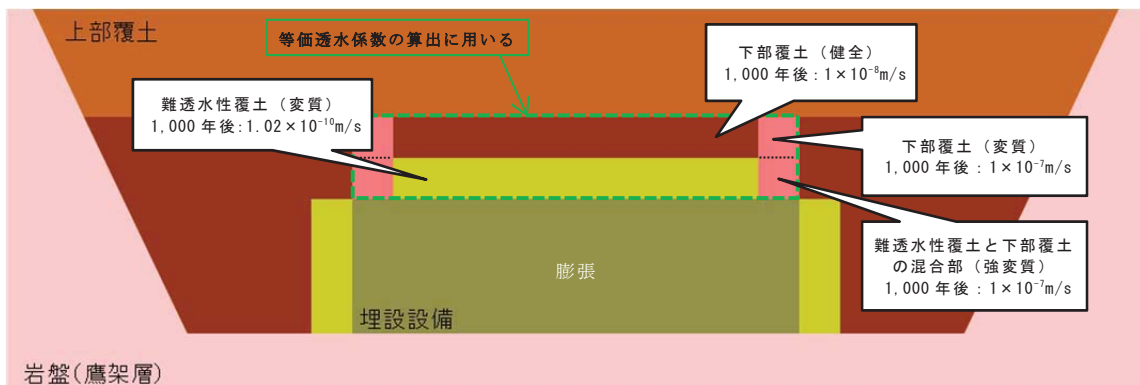 上部覆土
等価透水係数の算出に用いる
下部覆土（健全）
1,000 年後：1×10⁻⁸m/s
難透水性覆土（変質）
1,000 年後：1.02×10⁻¹⁰m/s
下部覆土（変質）
1,000 年後：1×10⁻⁷m/s
難透水性覆土と下部覆土
の混合部（強変質）
1,000 年後：1×10⁻⁷m/s
膨張
埋設設備
岩盤(鷹架層)